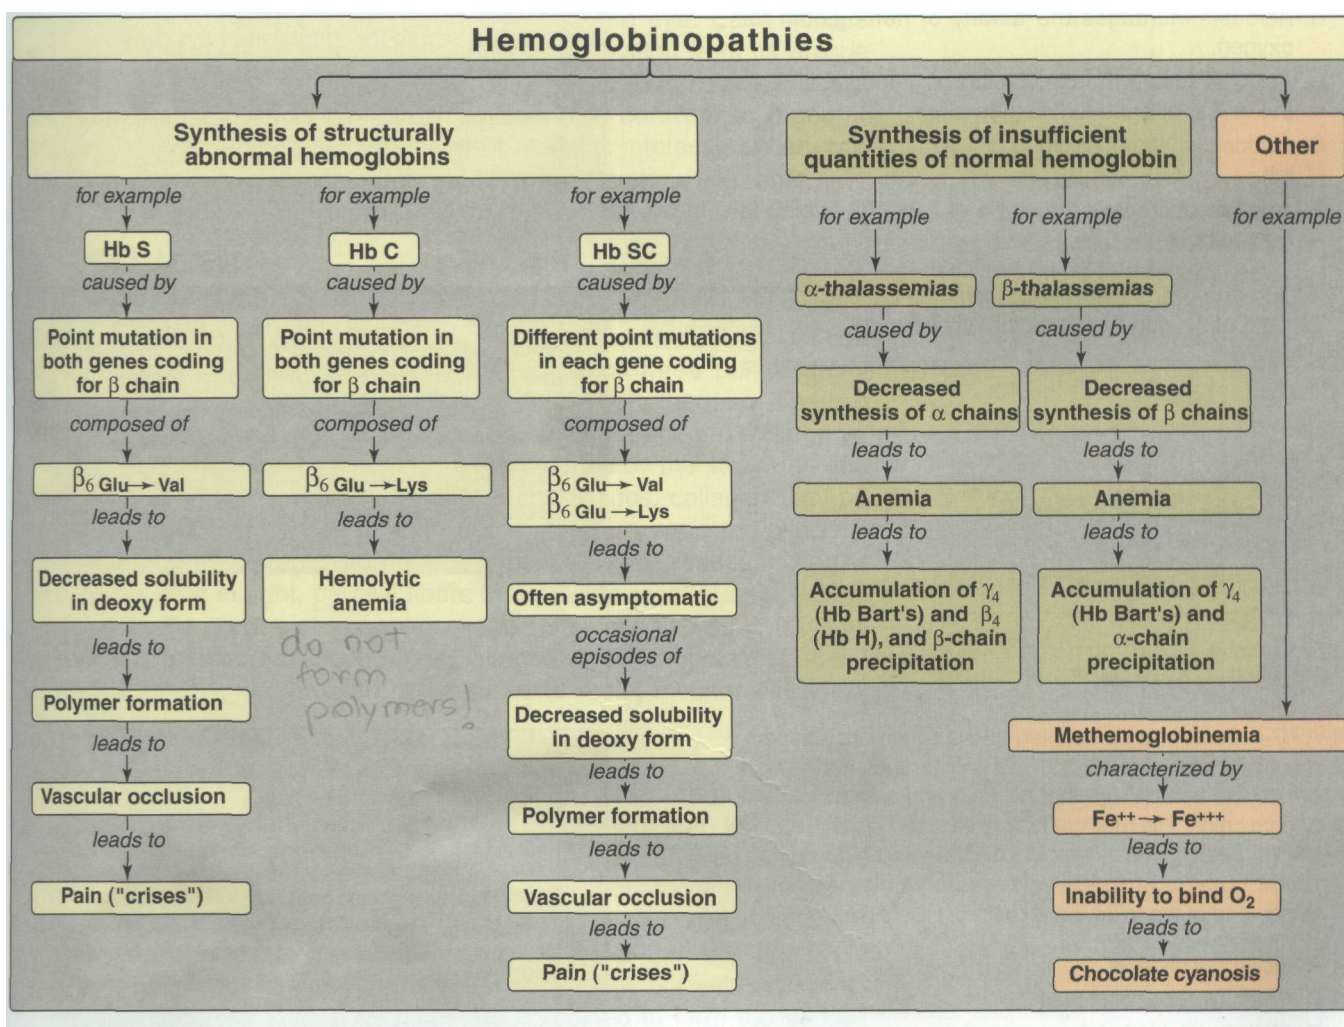 Hemoglobinopathies
Synthesis of structurally
abnormal hemoglobins
for example
Hb S
caused by
Point mutation in
both genes coding
for β chain
composed of
β₆ Glu→ Val
leads to
Decreased solubility
in deoxy form
leads to
Polymer formation
leads to
Vascular occlusion
leads to
Pain ("crises")
for example
Hb C
caused by
Point mutation in
both genes coding
for β chain
composed of
β₆ Glu →Lys
leads to
Hemolytic
anemia
do not
form
polymers!
for example
Hb SC
caused by
Different point mutations
in each gene coding
for β chain
composed of
β₆ Glu→ Val
β₆ Glu →Lys
leads to
Often asymptomatic
occasional
episodes of
Decreased solubility
in deoxy form
leads to
Polymer formation
leads to
Vascular occlusion
leads to
Pain ("crises")
Synthesis of insufficient
quantities of normal hemoglobin
for example
α-thalassemias
caused by
Decreased
synthesis of α chains
leads to
Anemia
leads to
Accumulation of γ₄
(Hb Bart's) and β₄
(Hb H), and β-chain
precipitation
for example
β-thalassemias
caused by
Decreased
synthesis of β chains
leads to
Anemia
leads to
Accumulation of γ₄
(Hb Bart's) and
α-chain
precipitation
Other
for example
Methemoglobinemia
characterized by
Fe⁺⁺→ Fe⁺⁺⁺
leads to
Inability to bind O₂
leads to
Chocolate cyanosis